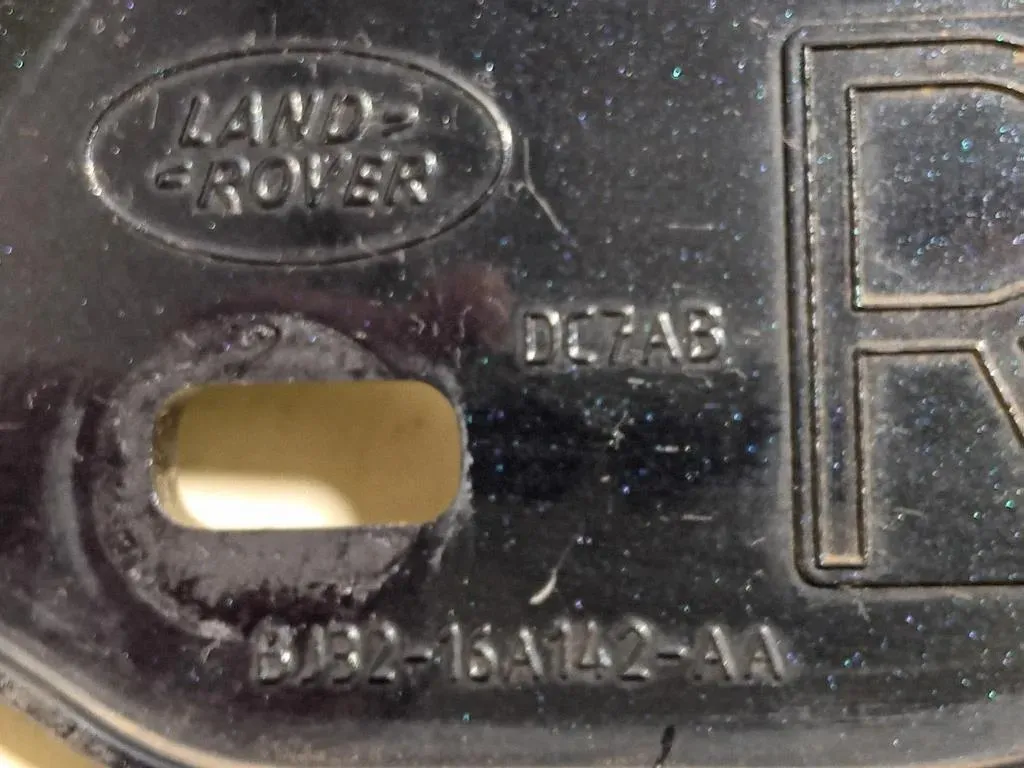 LAND
ROVER
R
DC7AB
BJ32-16A142-AA